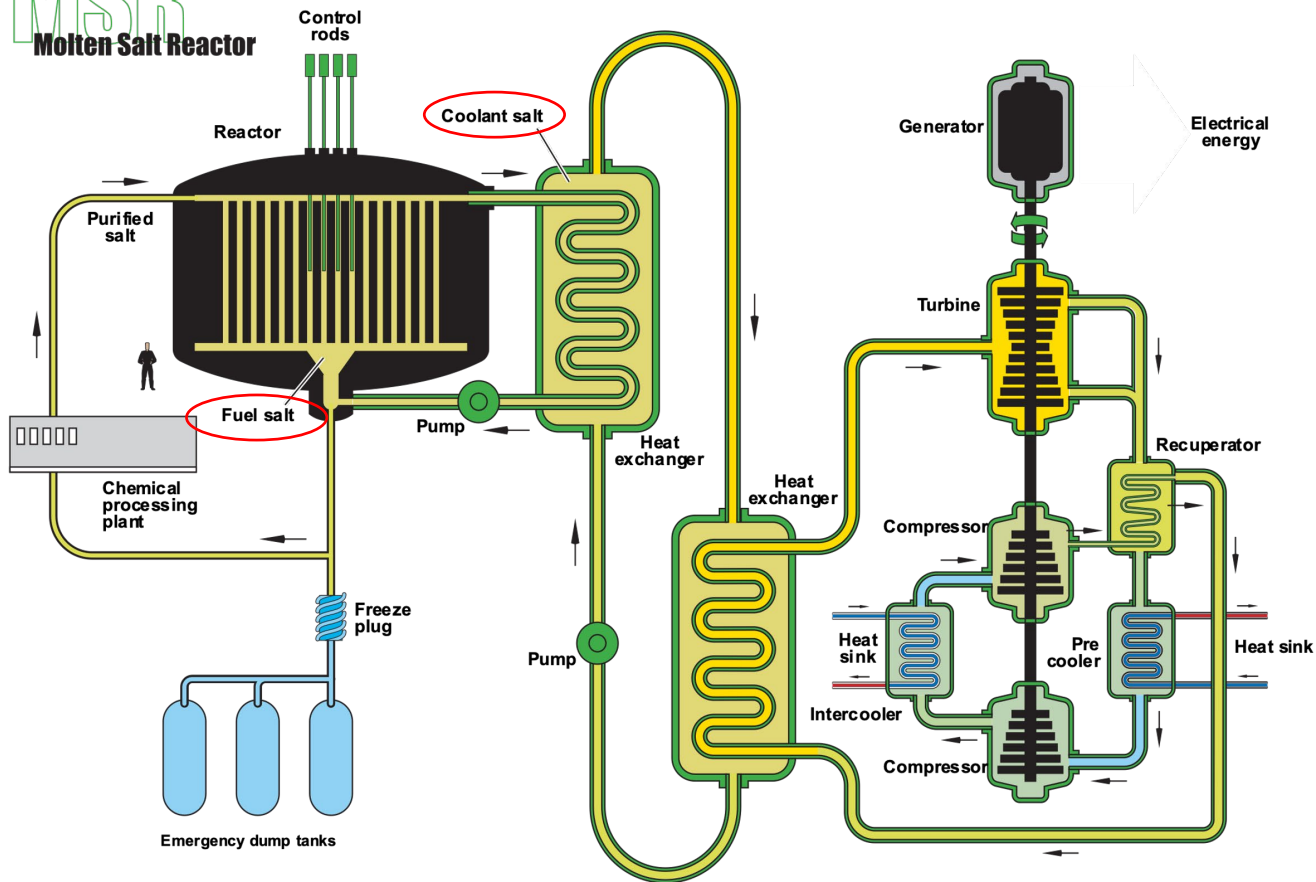 MSR
Molten Salt Reactor
Control
rods
Coolant salt
Reactor
Generator
Electrical
energy
Purified
salt
Turbine
Fuel salt
Pump
Heat
exchanger
Recuperator
Chemical
processing
plant
Heat
exchanger
Compressor
Freeze
plug
Pump
Heat
sink
Pre
cooler
Heat sink
Intercooler
Compressor
Emergency dump tanks